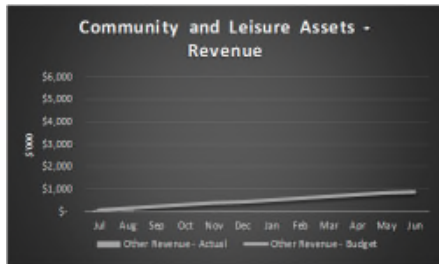 Community and Leisure Assets -
Revenue
$6,000
$5,000
$4,000
$3,000
$2,000
$1,000
$-
$'000
Jul Aug Sep Oct Nov Dec Jan Feb Mar Apr May Jun
Other Revenue - Actual Other Revenue - Budget